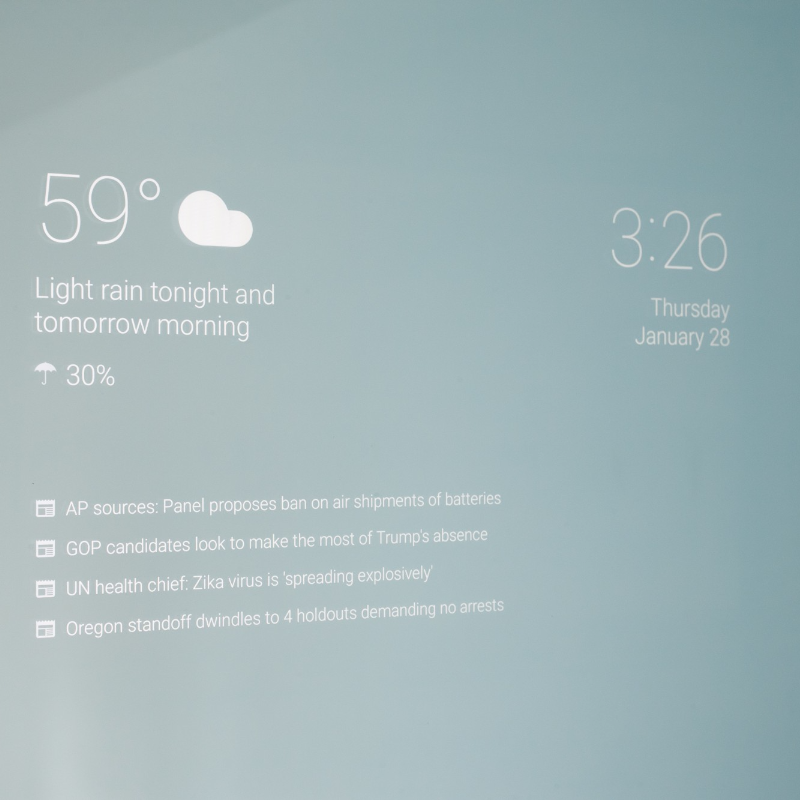 59°
Light rain tonight and
tomorrow morning
30%
3:26
Thursday
January 28
AP sources: Panel proposes ban on air shipments of batteries
GOP candidates look to make the most of Trump's absence
UN health chief: Zika virus is 'spreading explosively'
Oregon standoff dwindles to 4 holdouts demanding no arrests